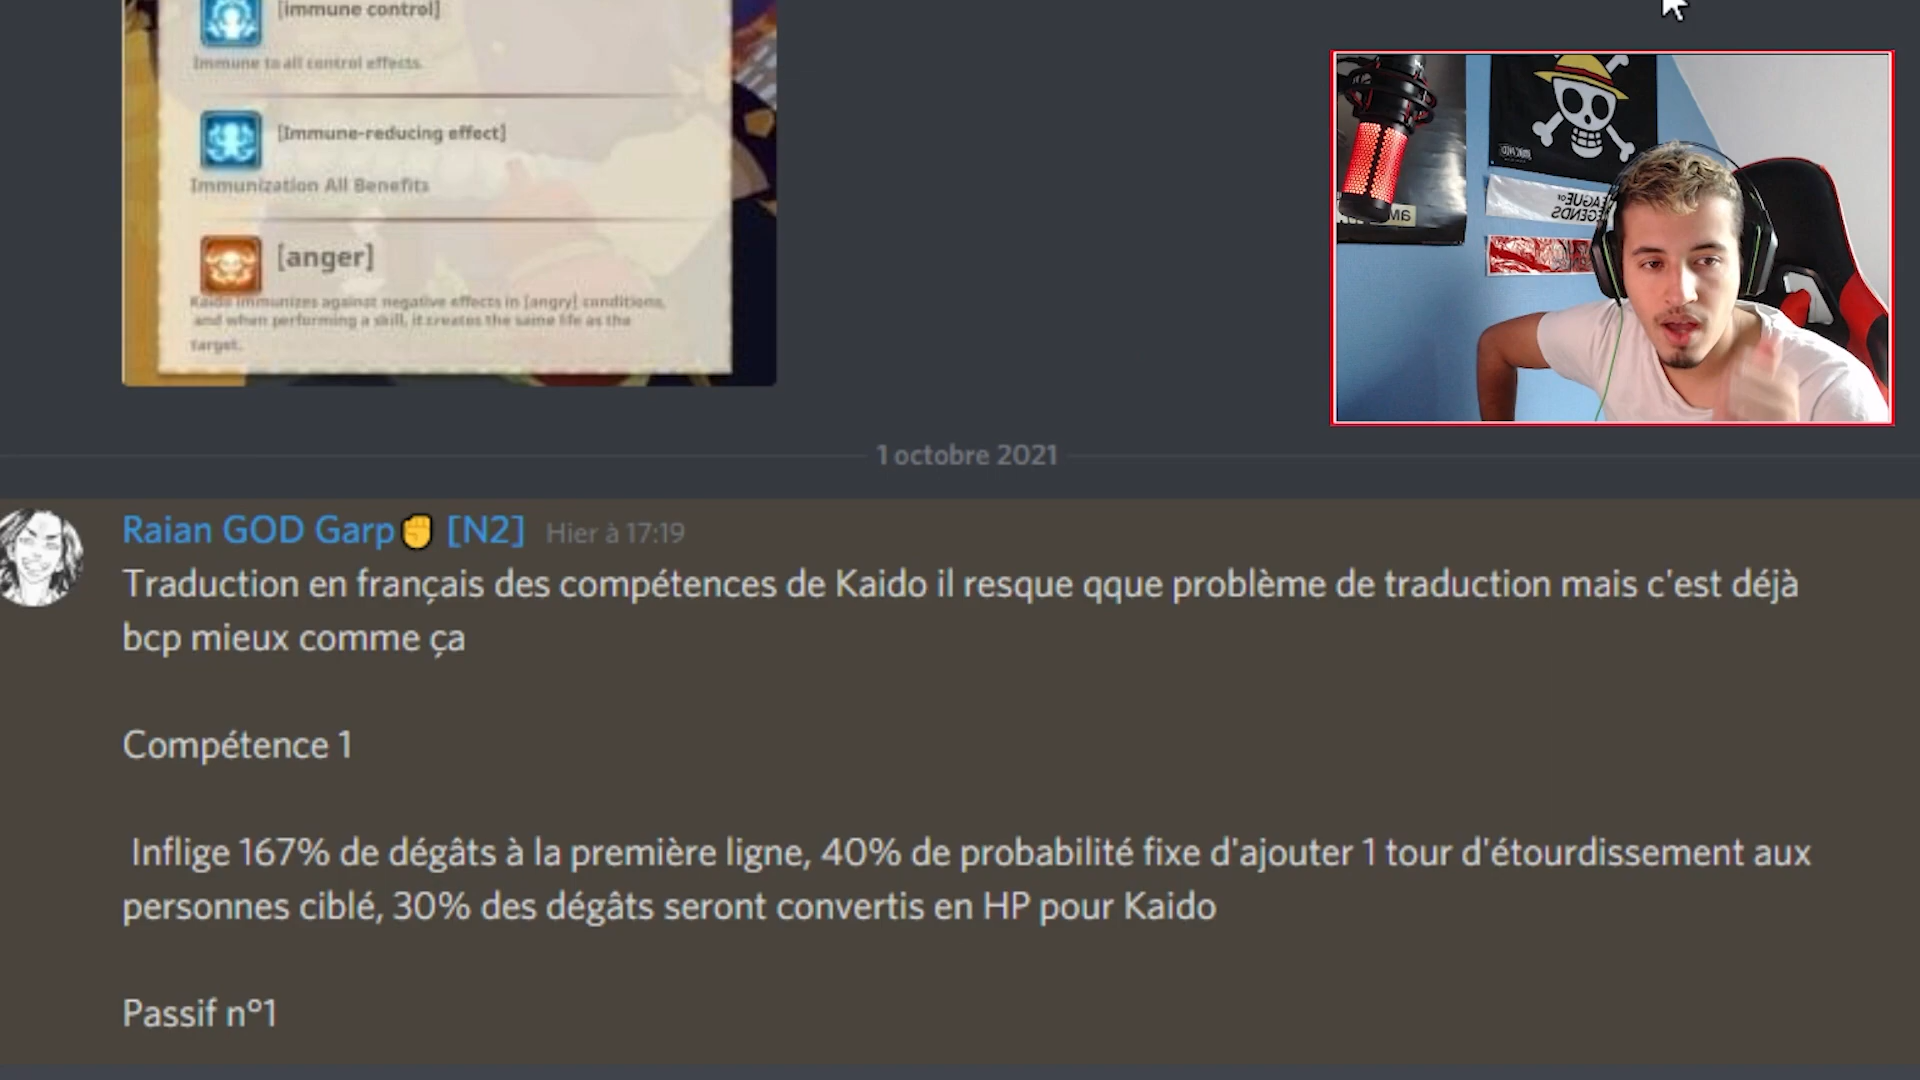 [immune control]
Immune to all control effects.
[Immune-reducing effect]
Immunization All Benefits
[anger]
Kaido immunizes against negative effects in [angry] conditions,
and when performing a skill, it creates the same life as the
target.
LEAGUE OF
LEGENDS
1 octobre 2021
Raian GOD Garp✊ [N2] Hier à 17:19
Traduction en français des compétences de Kaido il resque qque problème de traduction mais c'est déjà
bcp mieux comme ça
Compétence 1
Inflige 167% de dégâts à la première ligne, 40% de probabilité fixe d'ajouter 1 tour d'étourdissement aux
personnes ciblé, 30% des dégâts seront convertis en HP pour Kaido
Passif n°1